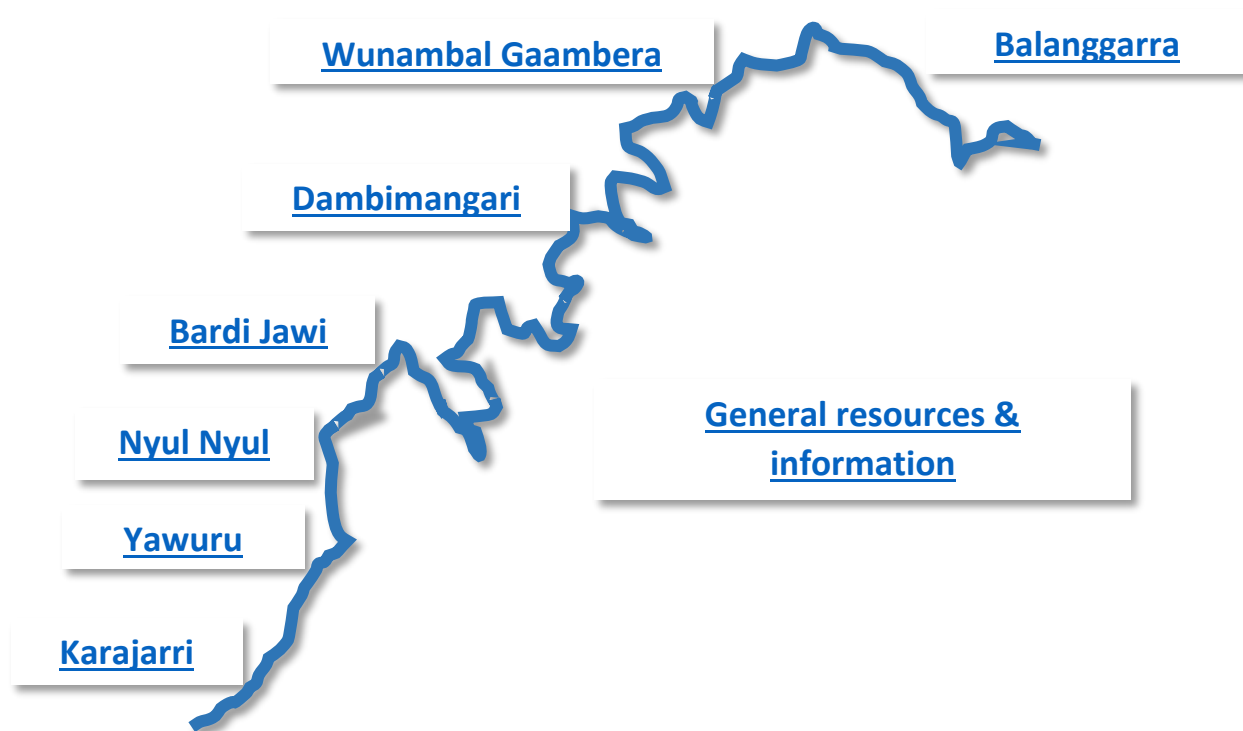 Wunambal Gaambera
Balanggarra
Dambimangari
Bardi Jawi
General resources &
information
Nyul Nyul
Yawuru
Karajarri